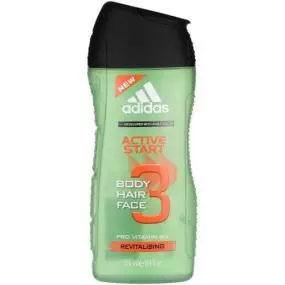 NEW
adidas
ACTIVE
START
3
BODY
HAIR
FACE
PRO-VITAMIN B5
REVITALISING